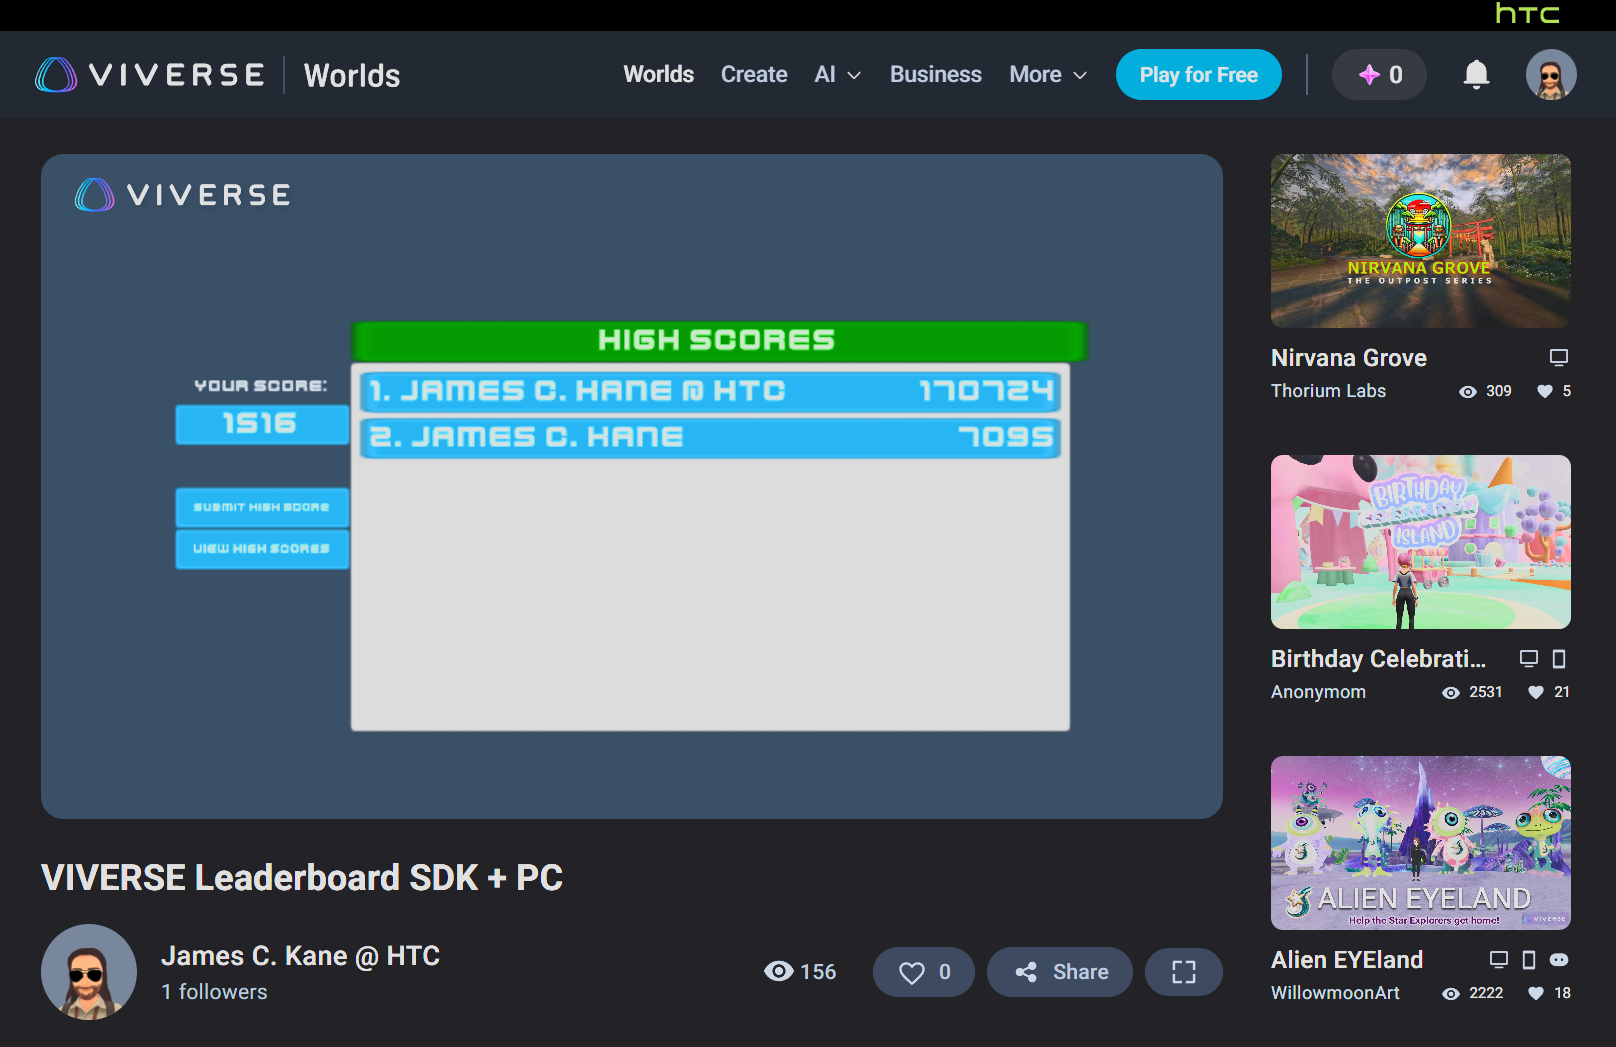 hTC
VIVERSE Worlds
Worlds Create AI Business More Play for Free 0
VIVERSE
HIGH SCORES
YOUR SCORE:
1516
SUBMIT HIGH SCORE
VIEW HIGH SCORES
1. JAMES C. KANE @ HTC 170724
2. JAMES C. KANE 7095
VIVERSE Leaderboard SDK + PC
James C. Kane @ HTC
1 followers
156 0 Share
NIRVANA GROVE
THE OUTPOST SERIES
Nirvana Grove
Thorium Labs 309 5
BIRTHDAY
CELEBRATION
ISLAND
Birthday Celebrati...
Anonymom 2531 21
ALIEN EYELAND
Help the Star Explorers get home!
VIVERSE
Alien EYEland
WillowmoonArt 2222 18